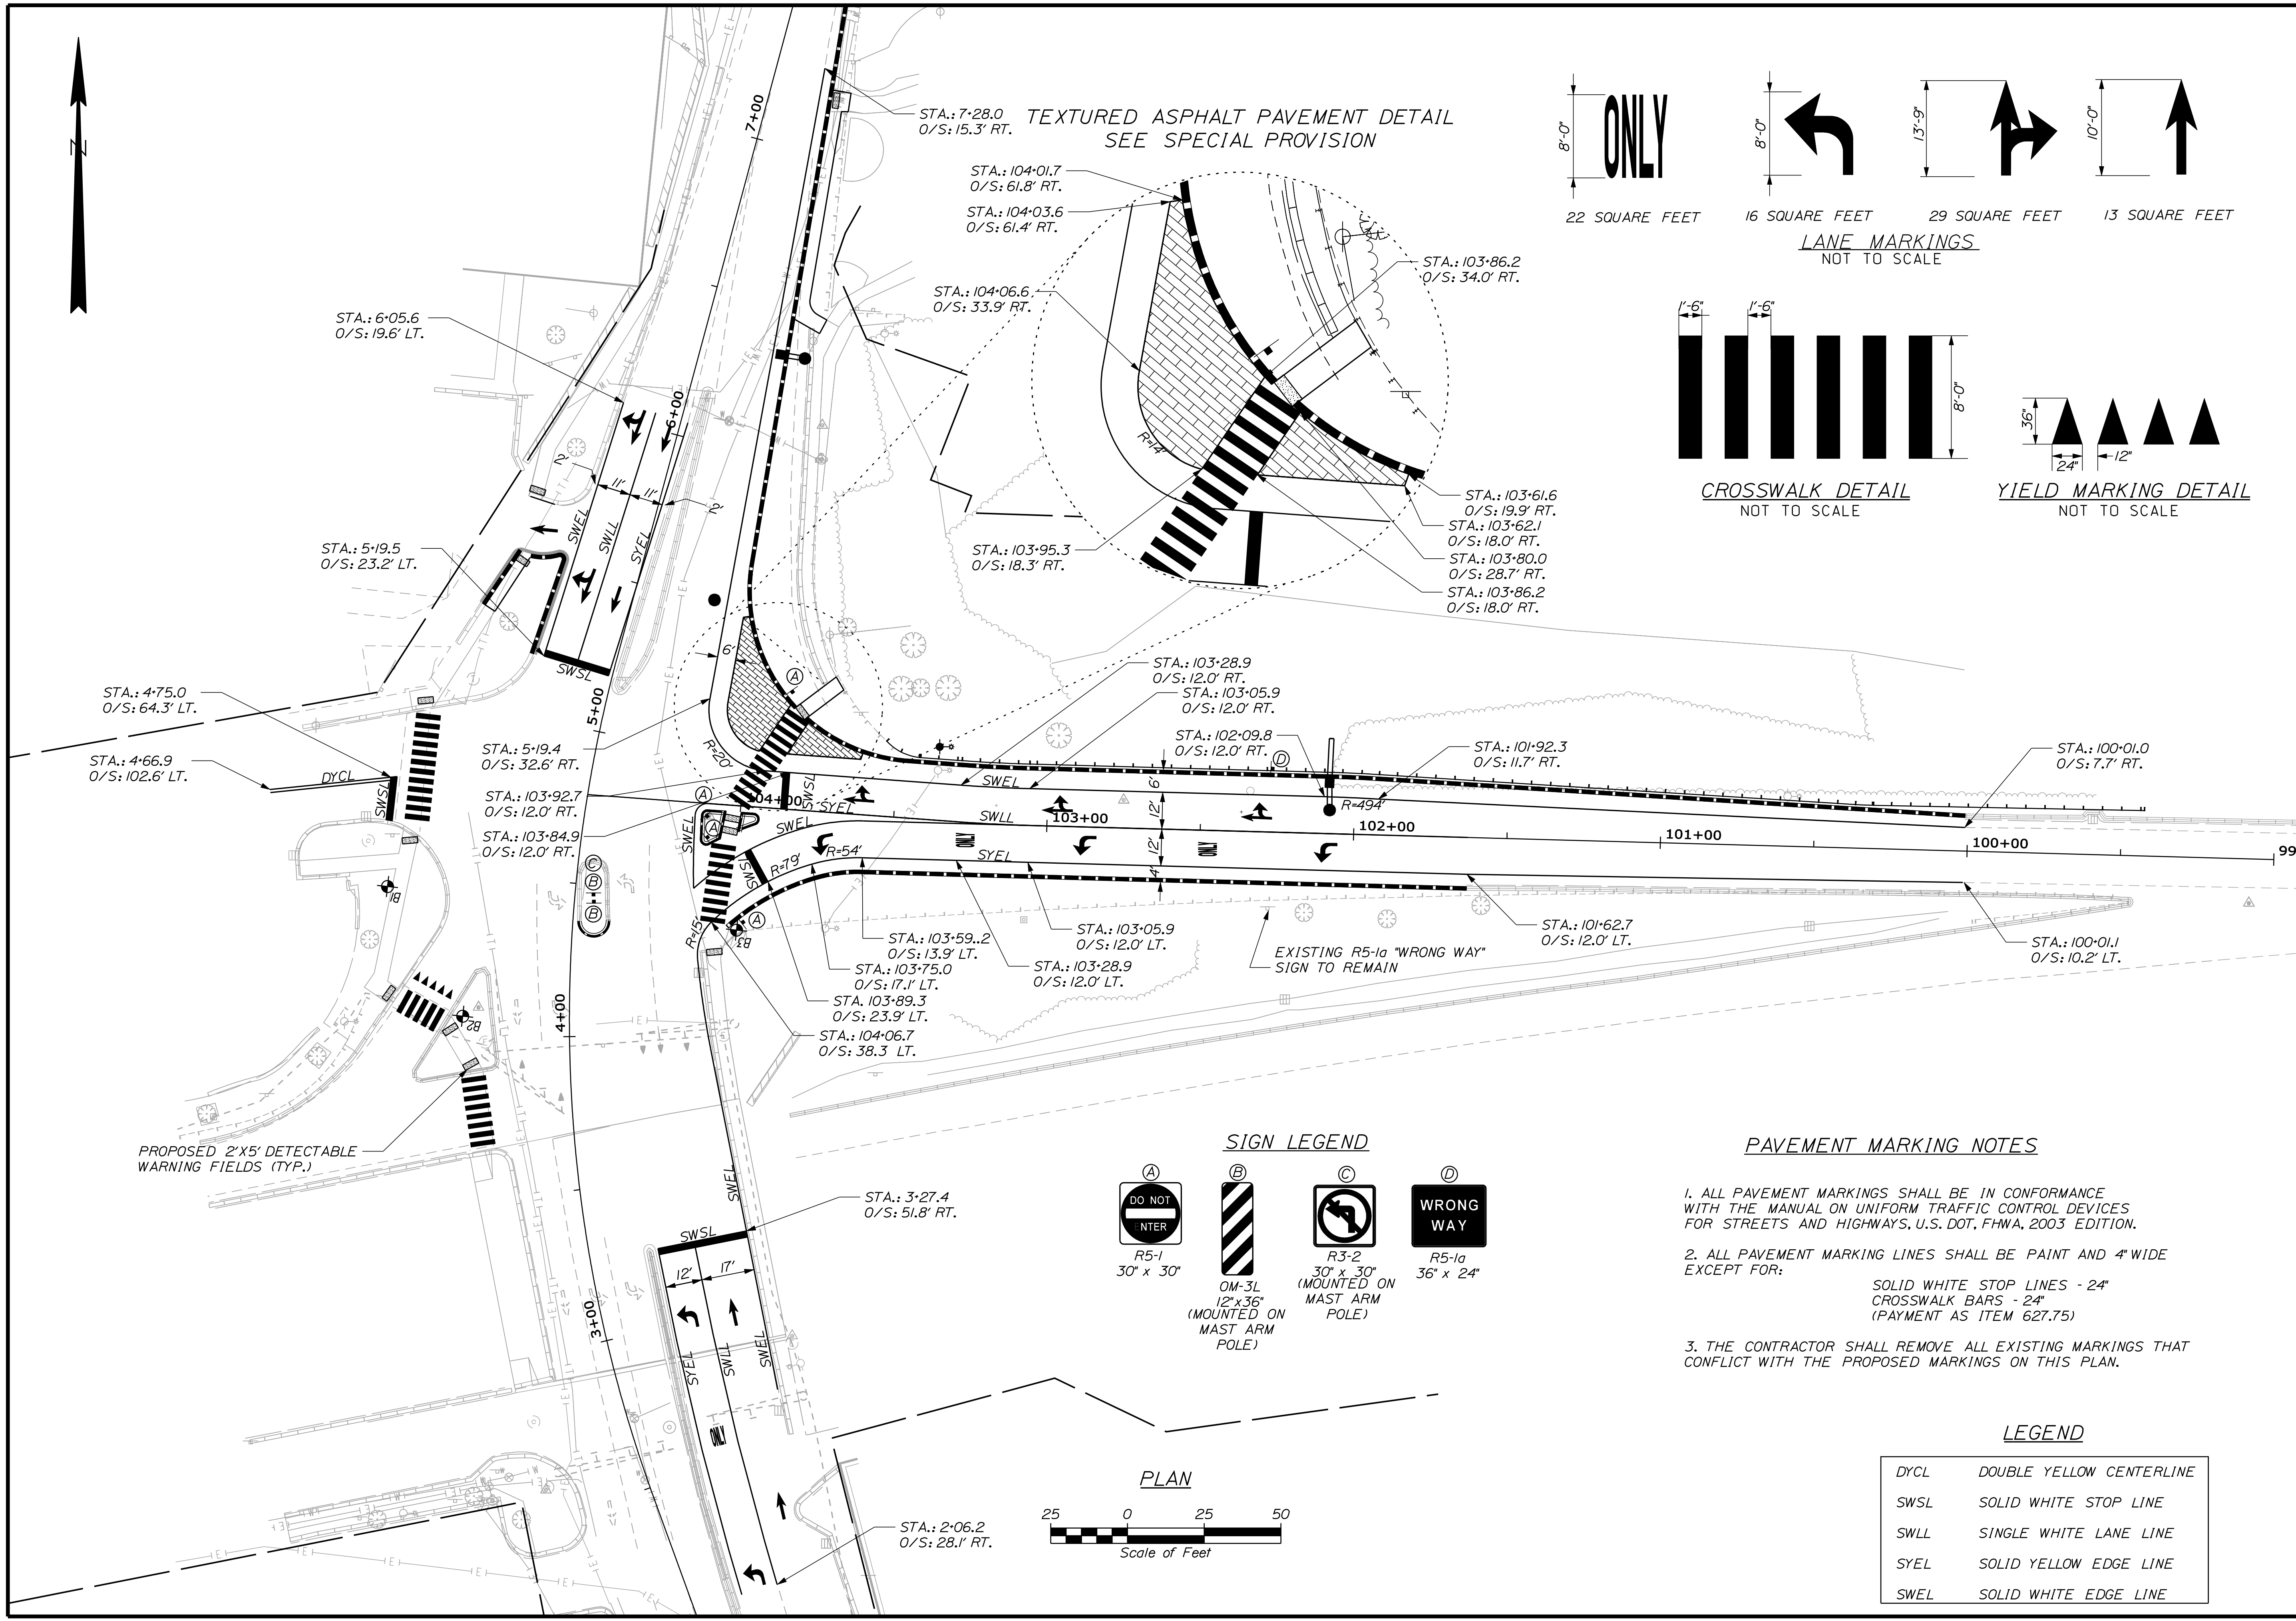 N
7+00
STA.: 7+28.0
O/S: 15.3' RT.
TEXTURED ASPHALT PAVEMENT DETAIL
SEE SPECIAL PROVISION
STA.: 104+01.7
O/S: 61.8' RT.
STA.: 104+03.6
O/S: 61.4' RT.
STA.: 104+06.6
O/S: 33.9' RT.
STA.: 103+86.2
O/S: 34.0' RT.
R=14'
STA.: 103+95.3
O/S: 18.3' RT.
STA.: 103+61.6
O/S: 19.9' RT.
STA.: 103+62.1
O/S: 18.0' RT.
STA.: 103+80.0
O/S: 28.7' RT.
STA.: 103+86.2
O/S: 18.0' RT.
8'-0"
ONLY
8'-0"
13'-9"
10'-0"
22 SQUARE FEET
16 SQUARE FEET
29 SQUARE FEET
13 SQUARE FEET
LANE MARKINGS
NOT TO SCALE
1'-6"
1'-6"
8'-0"
CROSSWALK DETAIL
NOT TO SCALE
36"
24"
12"
YIELD MARKING DETAIL
NOT TO SCALE
STA.: 6+05.6
O/S: 19.6' LT.
6+00
2'
11'
11'
2'
SWEL
SWLL
SYEL
STA.: 5+19.5
O/S: 23.2' LT.
SWSL
5+00
STA.: 4+75.0
O/S: 64.3' LT.
STA.: 4+66.9
O/S: 102.6' LT.
DYCL
SWSL
STA.: 5+19.4
O/S: 32.6' RT.
STA.: 103+92.7
O/S: 12.0' RT.
STA.: 103+84.9
O/S: 12.0' RT.
6'
A
R=20'
A
A
104+00
SWSL
SYEL
SWEL
SWEL
SWSL
R=79'
R=54'
R=15'
A
B3
C
B
B
B1
B2
STA.: 103+28.9
O/S: 12.0' RT.
STA.: 103+05.9
O/S: 12.0' RT.
STA.: 102+09.8
O/S: 12.0' RT.
D
STA.: 101+92.3
O/S: 11.7' RT.
STA.: 100+01.0
O/S: 7.7' RT.
SWEL
6'
12'
12'
4'
R=494'
SWLL
103+00
102+00
101+00
100+00
99
ONLY
ONLY
SYEL
STA.: 103+59..2
O/S: 13.9' LT.
STA.: 103+75.0
O/S: 17.1' LT.
STA. 103+89.3
O/S: 23.9' LT.
STA.: 104+06.7
O/S: 38.3 LT.
STA.: 103+05.9
O/S: 12.0' LT.
STA.: 103+28.9
O/S: 12.0' LT.
EXISTING R5-1a "WRONG WAY"
SIGN TO REMAIN
STA.: 101+62.7
O/S: 12.0' LT.
STA.: 100+01.1
O/S: 10.2' LT.
4+00
PROPOSED 2'X5' DETECTABLE
WARNING FIELDS (TYP.)
SWEL
STA.: 3+27.4
O/S: 51.8' RT.
SWSL
12'
17'
3+00
SYEL
SWLL
SWEL
ONLY
STA.: 2+06.2
O/S: 28.1' RT.
SIGN LEGEND
A
B
C
D
DO NOT
ENTER
WRONG
WAY
R5-1
30" x 30"
OM-3L
12"x36"
(MOUNTED ON
MAST ARM
POLE)
R3-2
30" x 30"
(MOUNTED ON
MAST ARM
POLE)
R5-1a
36" x 24"
PLAN
25 0 25 50
Scale of Feet
PAVEMENT MARKING NOTES
1. ALL PAVEMENT MARKINGS SHALL BE IN CONFORMANCE
WITH THE MANUAL ON UNIFORM TRAFFIC CONTROL DEVICES
FOR STREETS AND HIGHWAYS, U.S. DOT, FHWA, 2003 EDITION.
2. ALL PAVEMENT MARKING LINES SHALL BE PAINT AND 4" WIDE
EXCEPT FOR:
SOLID WHITE STOP LINES - 24"
CROSSWALK BARS - 24"
(PAYMENT AS ITEM 627.75)
3. THE CONTRACTOR SHALL REMOVE ALL EXISTING MARKINGS THAT
CONFLICT WITH THE PROPOSED MARKINGS ON THIS PLAN.
LEGEND
DYCL DOUBLE YELLOW CENTERLINE
SWSL SOLID WHITE STOP LINE
SWLL SINGLE WHITE LANE LINE
SYEL SOLID YELLOW EDGE LINE
SWEL SOLID WHITE EDGE LINE